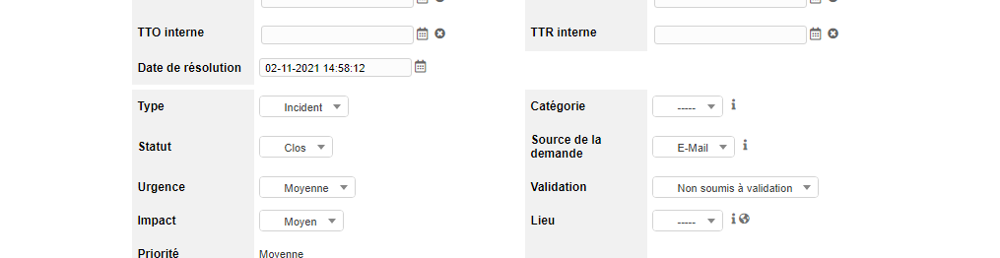 TTO interne TTR interne
Date de résolution 02-11-2021 14:58:12
Type Incident Catégorie -----
Statut Clos Source de la
demande E-Mail
Urgence Moyenne Validation Non soumis à validation
Impact Moyen Lieu -----
Priorité Moyenne